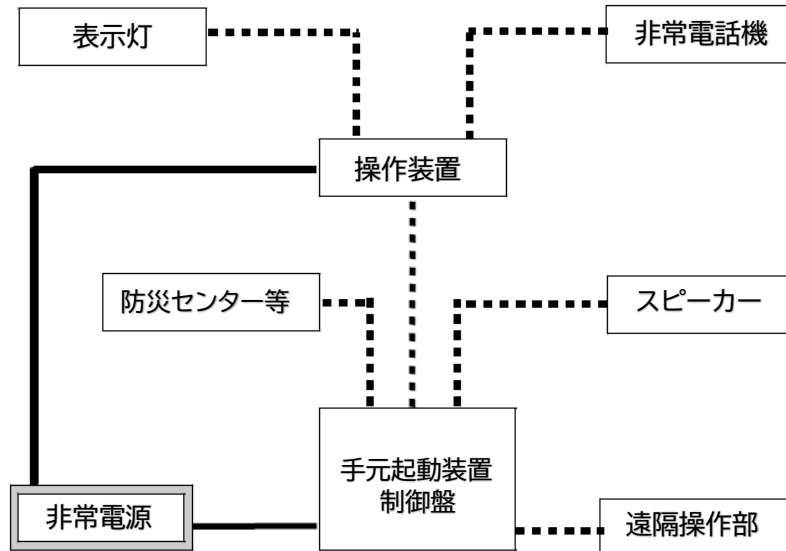 表示灯
非常電話機
操作装置
防災センター等
スピーカー
手元起動装置
制御盤
非常電源
遠隔操作部